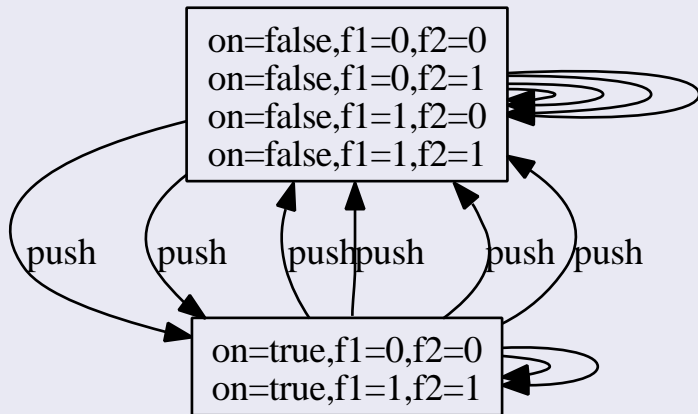 on=false,f1=0,f2=0
on=false,f1=0,f2=1
on=false,f1=1,f2=0
on=false,f1=1,f2=1
push push push push push push
on=true,f1=0,f2=0
on=true,f1=1,f2=1